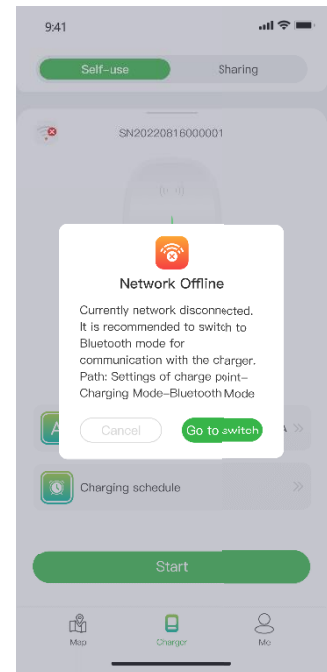 9:41
Self-use
Sharing
SN20220816000001
Network Offline
Currently network disconnected.
It is recommended to switch to
Bluetooth mode for
communication with the charger.
Path: Settings of charge point-
Charging Mode-Bluetooth Mode
Cancel
Go to switch
A
A
Charging schedule
Start
Map
Charger
Me